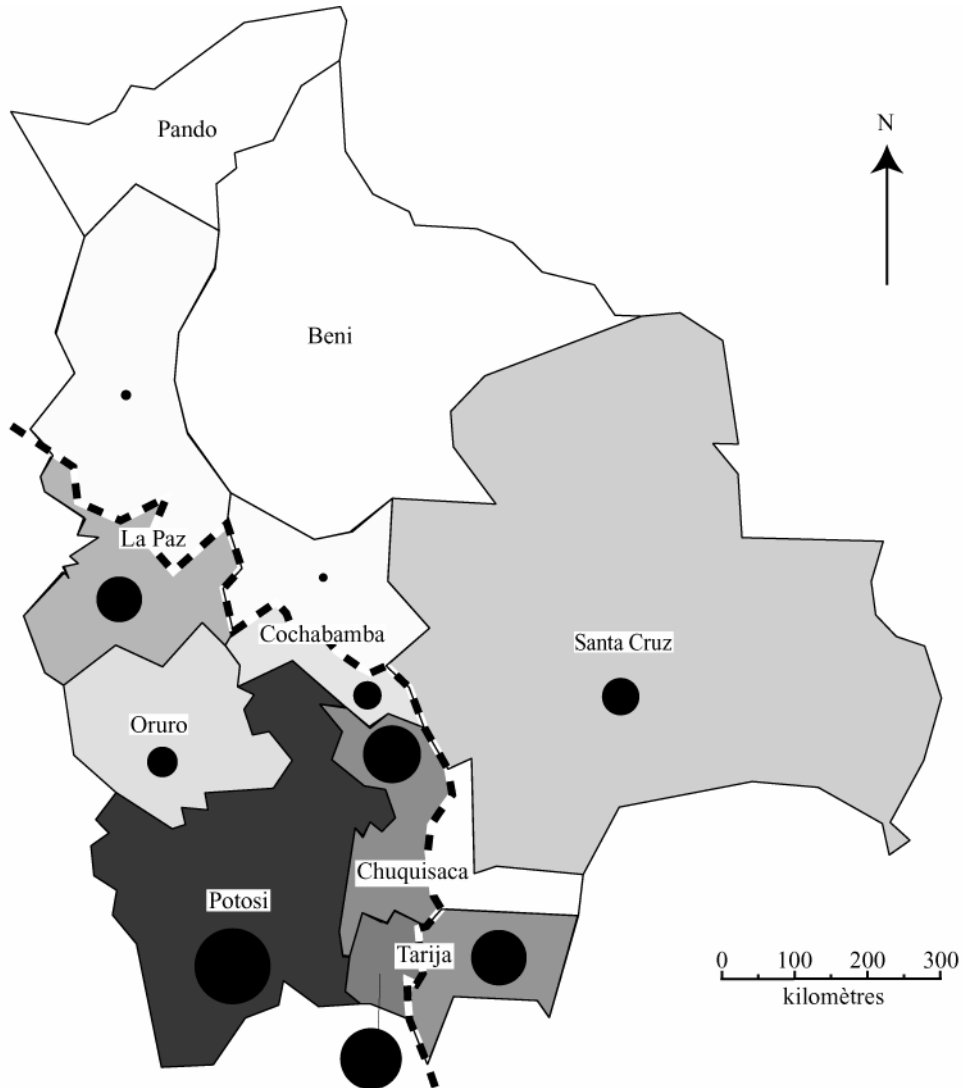 Pando
N
Beni
La Paz
Cochabamba
Santa Cruz
Oruro
Chuquisaca
Potosi
Tarija
0 100 200 300
kilomètres